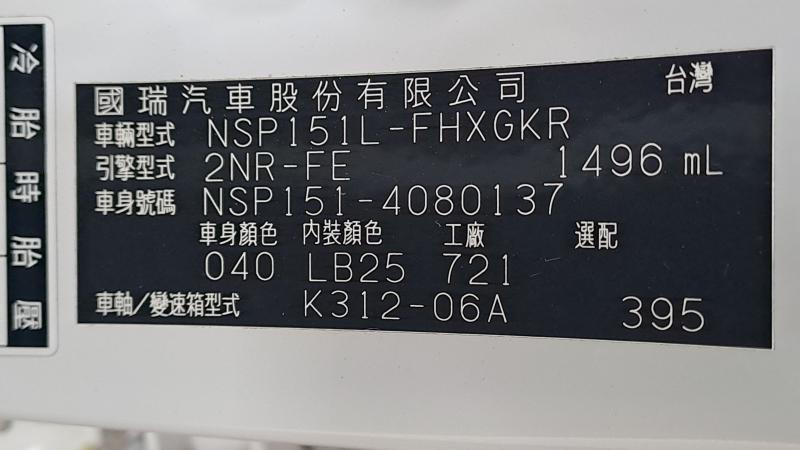 國瑞汽車股份有限公司 台灣
車輛型式 NSP151L-FHXGKR
引擎型式 2NR-FE 1496 mL
車身號碼 NSP151-4080137
車身顏色 內裝顏色 工廠 選配
040 LB25 721
車軸/變速箱型式 K312-06A 395
冷胎時胎壓